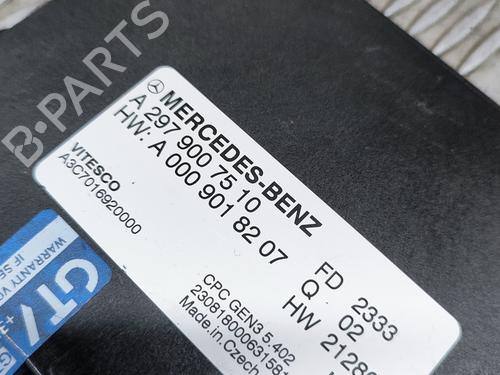 B-PARTS
MERCEDES-BENZ
A 297 900 75 10
HW: A 000 901 82 07
VITESCO
A3C7016920000
FD 2333
Q 02
HW
CPC GEN3 5.402
Made in Czech
WARRANTY
IF
GT